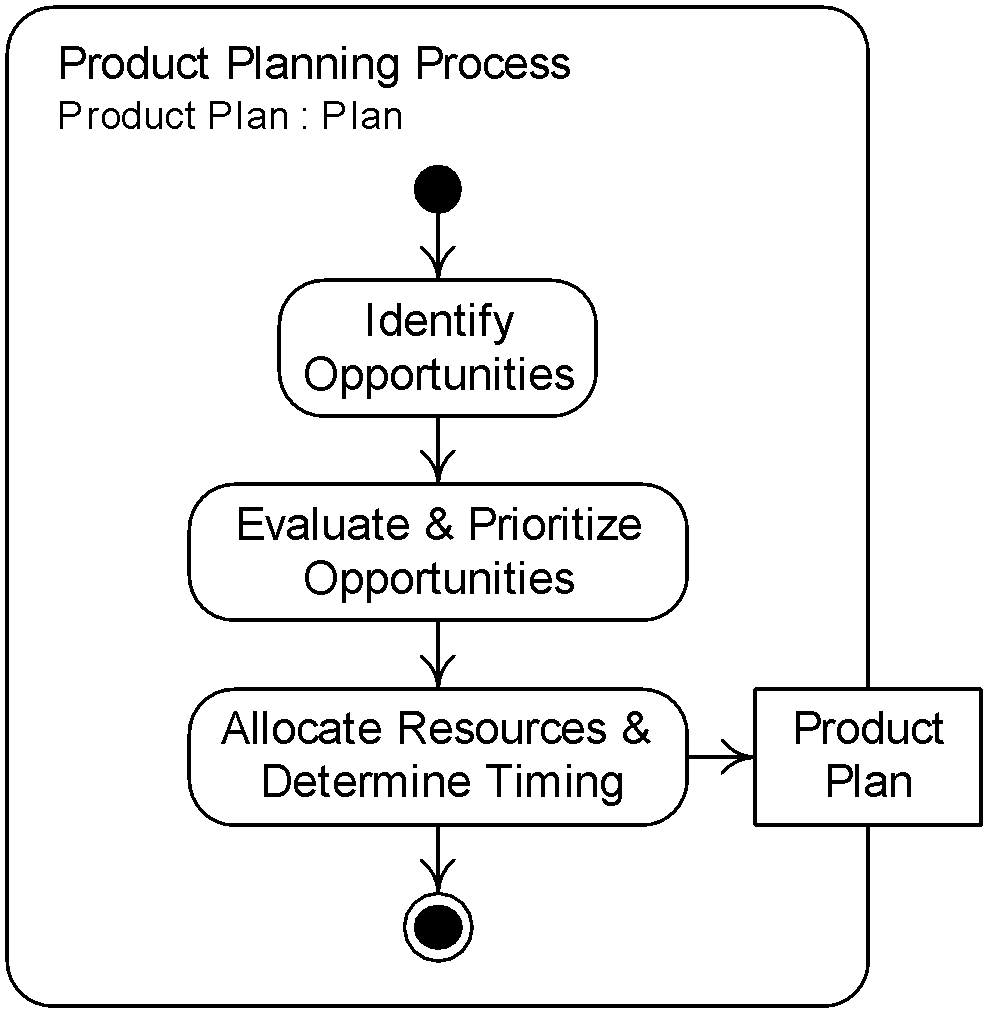 Product Planning Process
Product Plan : Plan
Identify
Opportunities
Evaluate & Prioritize
Opportunities
Allocate Resources &
Determine Timing
Product
Plan